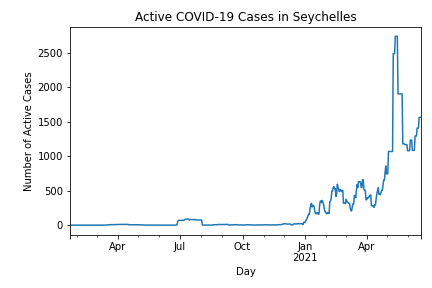 Active COVID-19 Cases in Seychelles
Number of Active Cases
2500
2000
1500
1000
500
0
Apr Jul Oct Jan Apr
2021
Day